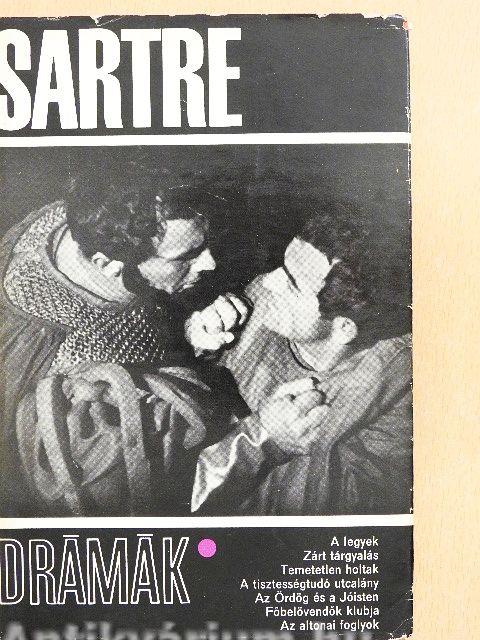 SARTRE
DRÁMÁK
A legyek
Zárt tárgyalás
Temetetlen holtak
A tisztességtudó utcalány
Az Ördög és a Jóisten
Főbelövendők klubja
Az altonai foglyok